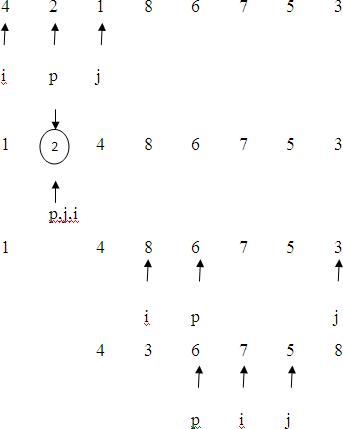 4 2 1 8 6 7 5 3
i p j
1 2 4 8 6 7 5 3
p,j,i
1 4 8 6 7 5 3
i p j
4 3 6 7 5 8
p i j